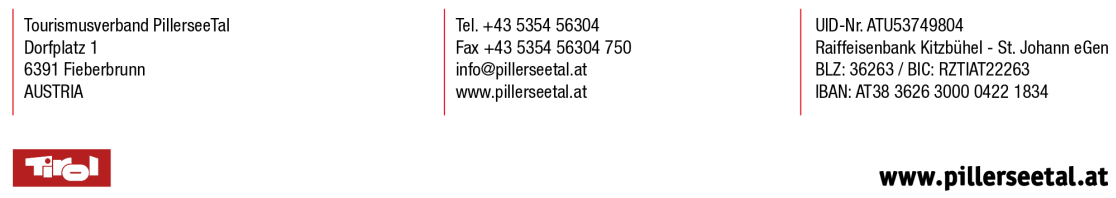 Tourismusverband PillerseeTal
Dorfplatz 1
6391 Fieberbrunn
AUSTRIA
Tel. +43 5354 56304
Fax +43 5354 56304 750
info@pillerseetal.at
www.pillerseetal.at
UID-Nr. ATU53749804
Raiffeisenbank Kitzbühel - St. Johann eGen
BLZ: 36263 / BIC: RZTIAT22263
IBAN: AT38 3626 3000 0422 1834
Tirol
www.pillerseetal.at